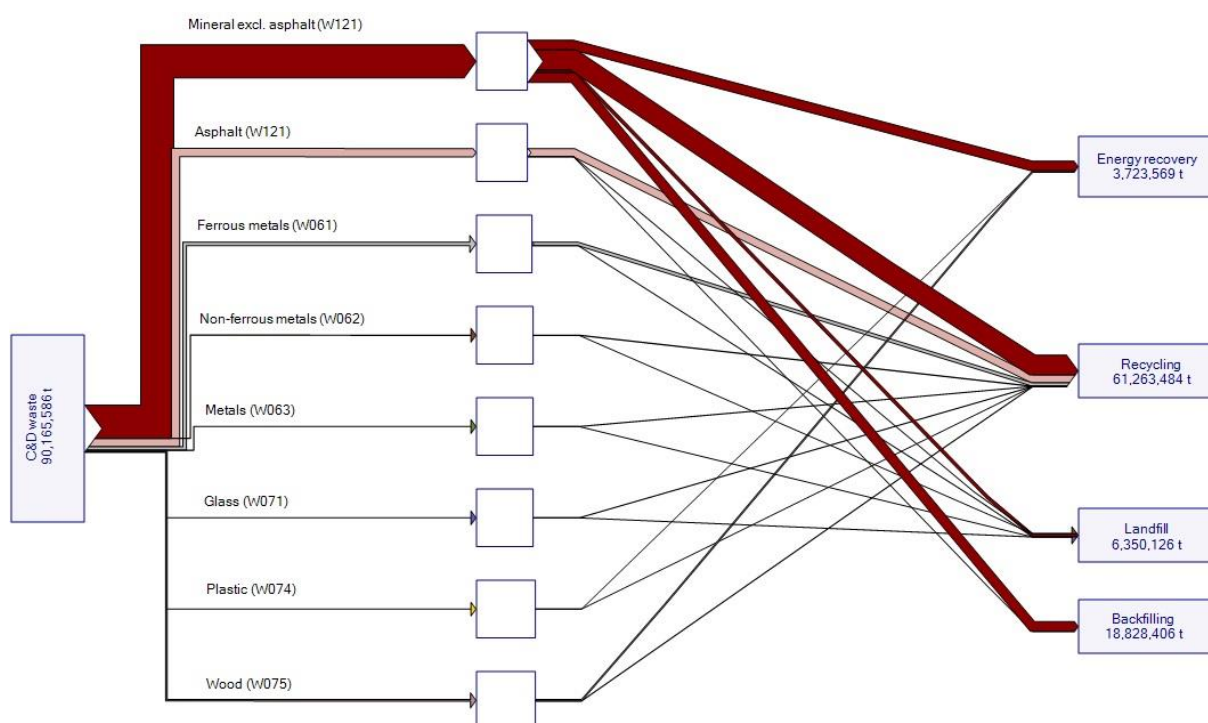 Mineral excl. asphalt (W121)
Asphalt (W121)
Ferrous metals (W061)
Non-ferrous metals (W062)
Metals (W063)
Glass (W071)
Plastic (W074)
Wood (W075)
C&D waste
90,165,586 t
Energy recovery
3,723,569 t
Recycling
61,263,484 t
Landfill
6,350,126 t
Backfilling
18,828,406 t